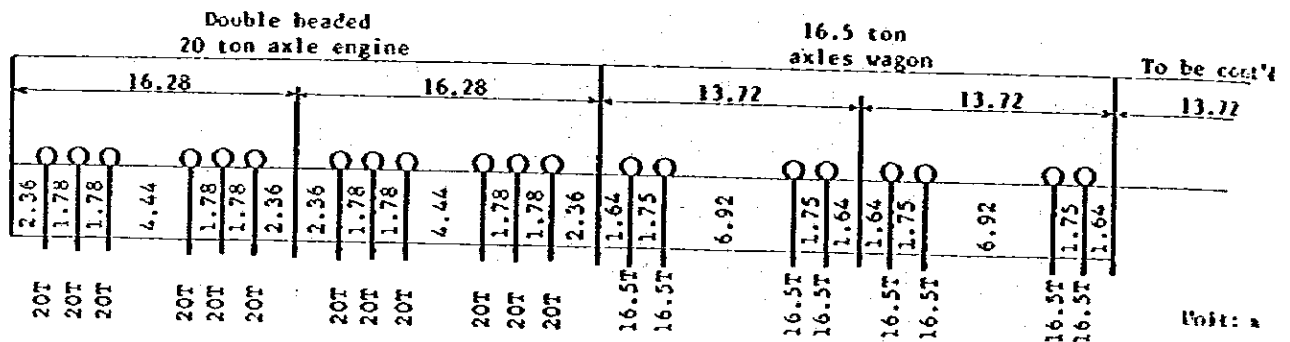 Double headed
20 ton axle engine
16.5 ton
axles wagon
To be cont'd
16.28 16.28 13.72 13.72 13.72
2.36 1.78 1.78 4.44 1.78 1.78 2.36 2.36 1.78 1.78 4.44 1.78 1.78 2.36 1.64 1.75 6.92 1.75 1.64 1.64 1.75 6.92 1.75 1.64
20T 20T 20T 20T 20T 20T 20T 20T 20T 20T 20T 20T 16.5T 16.5T 16.5T 16.5T 16.5T 16.5T 16.5T 16.5T
Unit: m